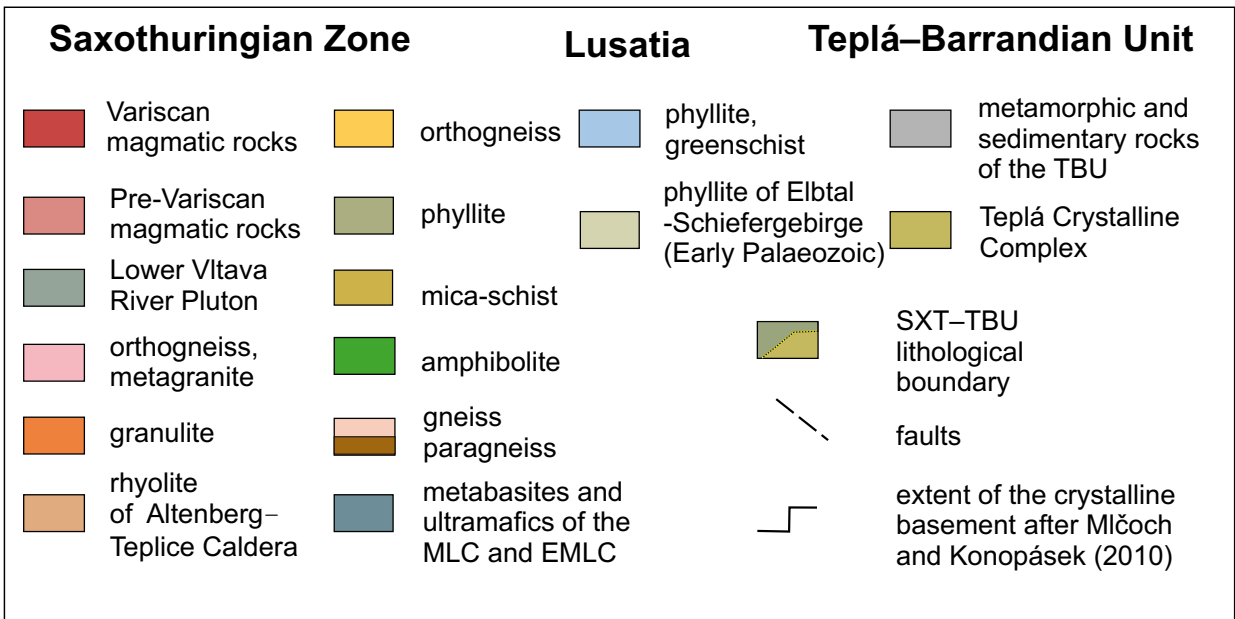 Saxothuringian Zone
Variscan
magmatic rocks
Pre-Variscan
magmatic rocks
Lower Vltava
River Pluton
orthogneiss,
metagranite
granulite
rhyolite
of Altenberg–
Teplice Caldera
orthogneiss
phyllite
mica-schist
amphibolite
gneiss
paragneiss
metabasites and
ultramafics of the
MLC and EMLC
Lusatia
phyllite,
greenschist
phyllite of Elbtal
-Schiefergebirge
(Early Palaeozoic)
Teplá–Barrandian Unit
metamorphic and
sedimentary rocks
of the TBU
Teplá Crystalline
Complex
SXT–TBU
lithological
boundary
faults
extent of the crystalline
basement after Mlčoch
and Konopásek (2010)